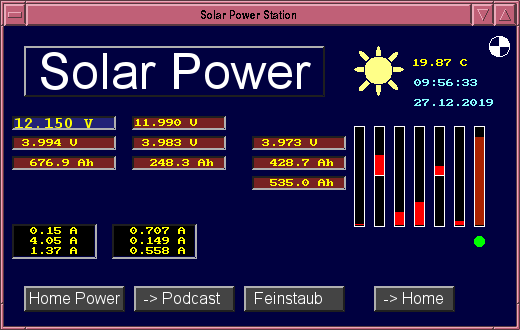 Solar Power Station
Solar Power
19.87 C
09:56:33
27.12.2019
12.150 V
11.990 V
3.994 V
3.983 V
3.973 V
676.9 Ah
248.3 Ah
428.7 Ah
535.0 Ah
0.15 A
4.05 A
1.37 A
0.707 A
0.149 A
0.558 A
Home Power
-> Podcast
Feinstaub
-> Home